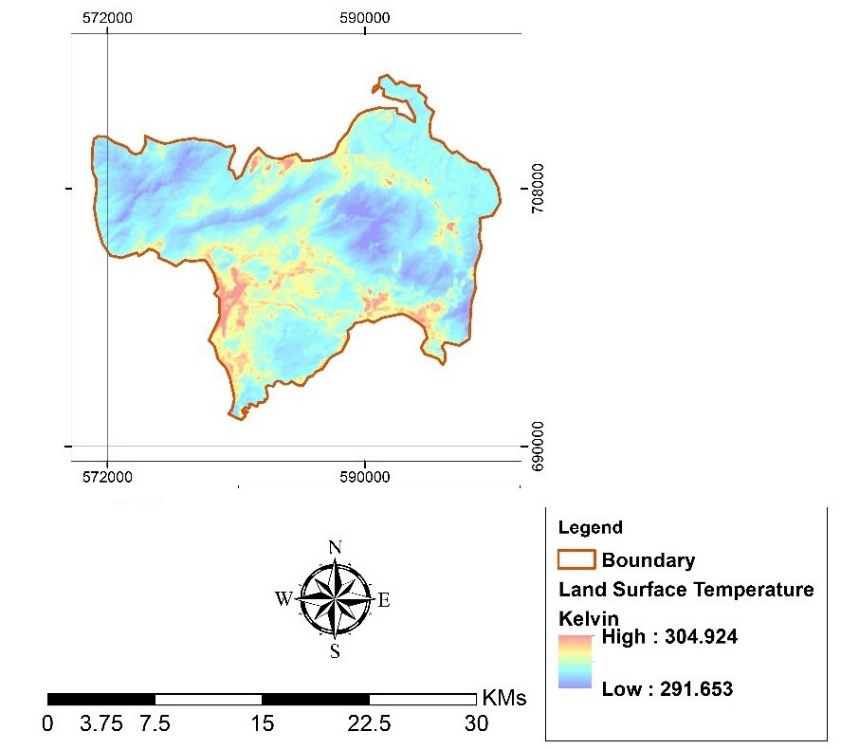 572000 590000
708000
690000
572000 590000
N
W E
S
KMs
0 3.75 7.5 15 22.5 30
Legend
Boundary
Land Surface Temperature
Kelvin
High : 304.924
Low : 291.653